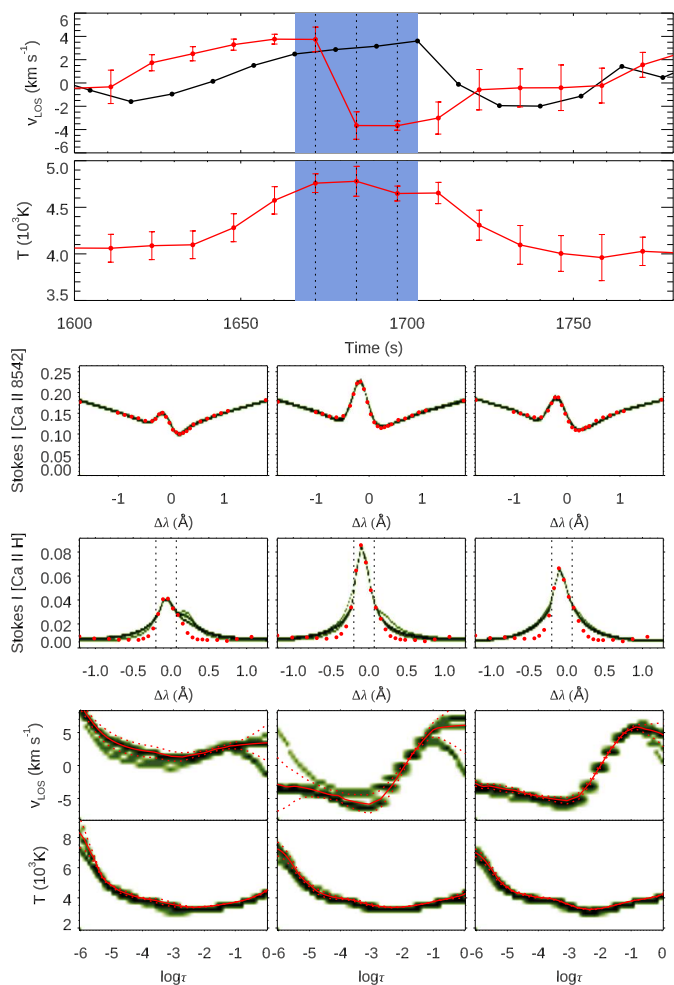 6
4
2
0
-2
-4
-6
v_LOS (km s⁻¹)
5.0
4.5
4.0
3.5
T (10³K)
1600 1650 1700 1750
Time (s)
0.25
0.20
0.15
0.10
0.05
0.00
Stokes I [Ca II 8542]
-1 0 1 -1 0 1 -1 0 1
Δλ (Å) Δλ (Å) Δλ (Å)
0.08
0.06
0.04
0.02
0.00
Stokes I [Ca II H]
-1.0 -0.5 0.0 0.5 1.0 -1.0 -0.5 0.0 0.5 1.0 -1.0 -0.5 0.0 0.5 1.0
Δλ (Å) Δλ (Å) Δλ (Å)
5
0
-5
v_LOS (km s⁻¹)
8
6
4
2
T (10³K)
-6 -5 -4 -3 -2 -1 0 -6 -5 -4 -3 -2 -1 0 -6 -5 -4 -3 -2 -1 0
logτ logτ logτ